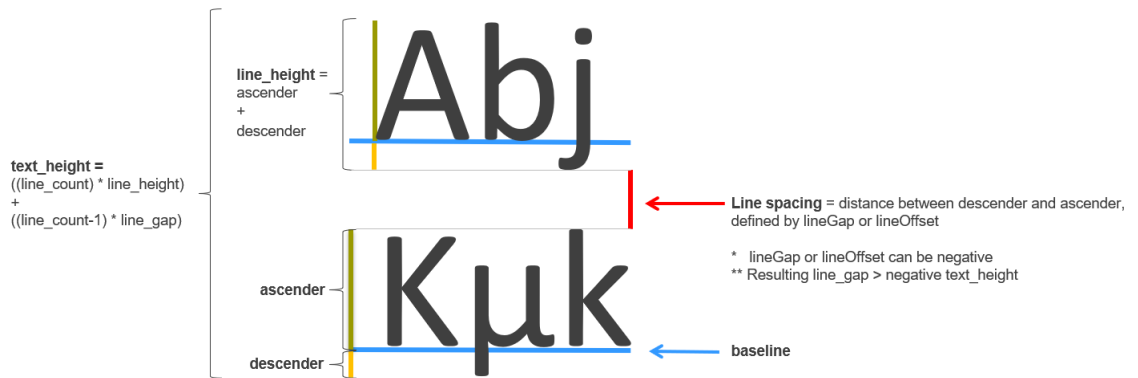 Abj
line_height =
ascender
+
descender
text_height =
((line_count) * line_height)
+
((line_count-1) * line_gap)
Line spacing = distance between descender and ascender,
defined by lineGap or lineOffset
*   lineGap or lineOffset can be negative
** Resulting line_gap > negative text_height
Kμk
ascender
descender
baseline